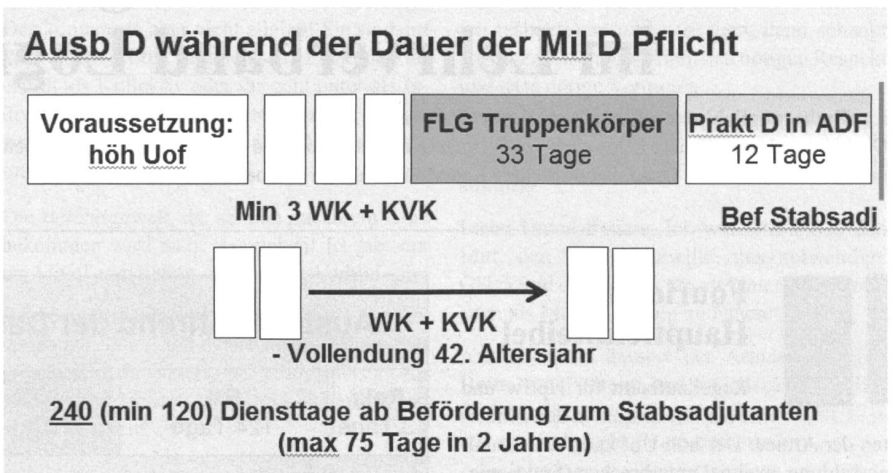 Ausb D während der Dauer der Mil D Pflicht
Voraussetzung:
höh Uof
FLG Truppenkörper
33 Tage
Prakt D in ADF
12 Tage
Min 3 WK + KVK
Bef Stabsadj
WK + KVK
- Vollendung 42. Altersjahr
240 (min 120) Diensttage ab Beförderung zum Stabsadjutanten
(max 75 Tage in 2 Jahren)